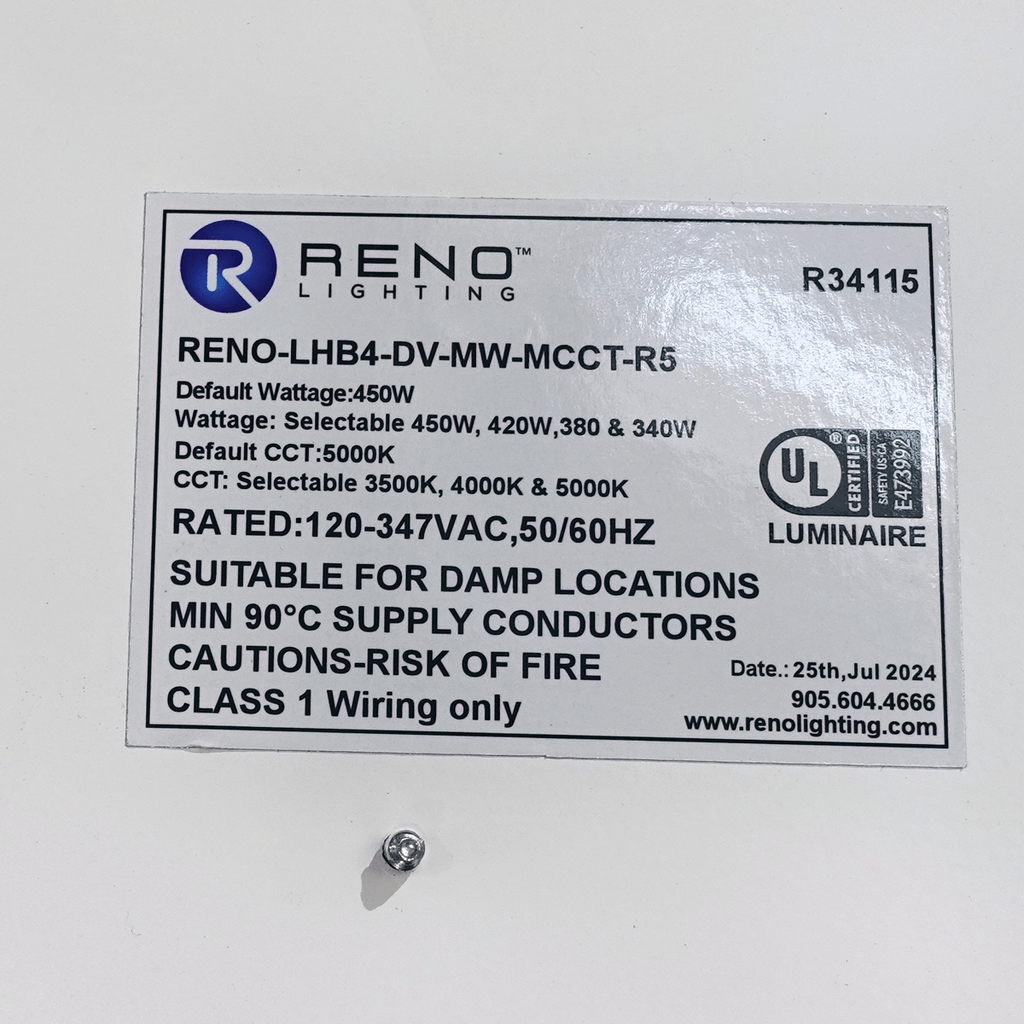 R RENO™
LIGHTING
R34115
RENO-LHB4-DV-MW-MCCT-R5
Default Wattage:450W
Wattage: Selectable 450W, 420W,380 & 340W
Default CCT:5000K
CCT: Selectable 3500K, 4000K & 5000K
RATED:120-347VAC,50/60HZ
UL® CERTIFIED
SAFETY US-CA
E473992
LUMINAIRE
SUITABLE FOR DAMP LOCATIONS
MIN 90°C SUPPLY CONDUCTORS
CAUTIONS-RISK OF FIRE
CLASS 1 Wiring only
Date.: 25th,Jul 2024
905.604.4666
www.renolighting.com